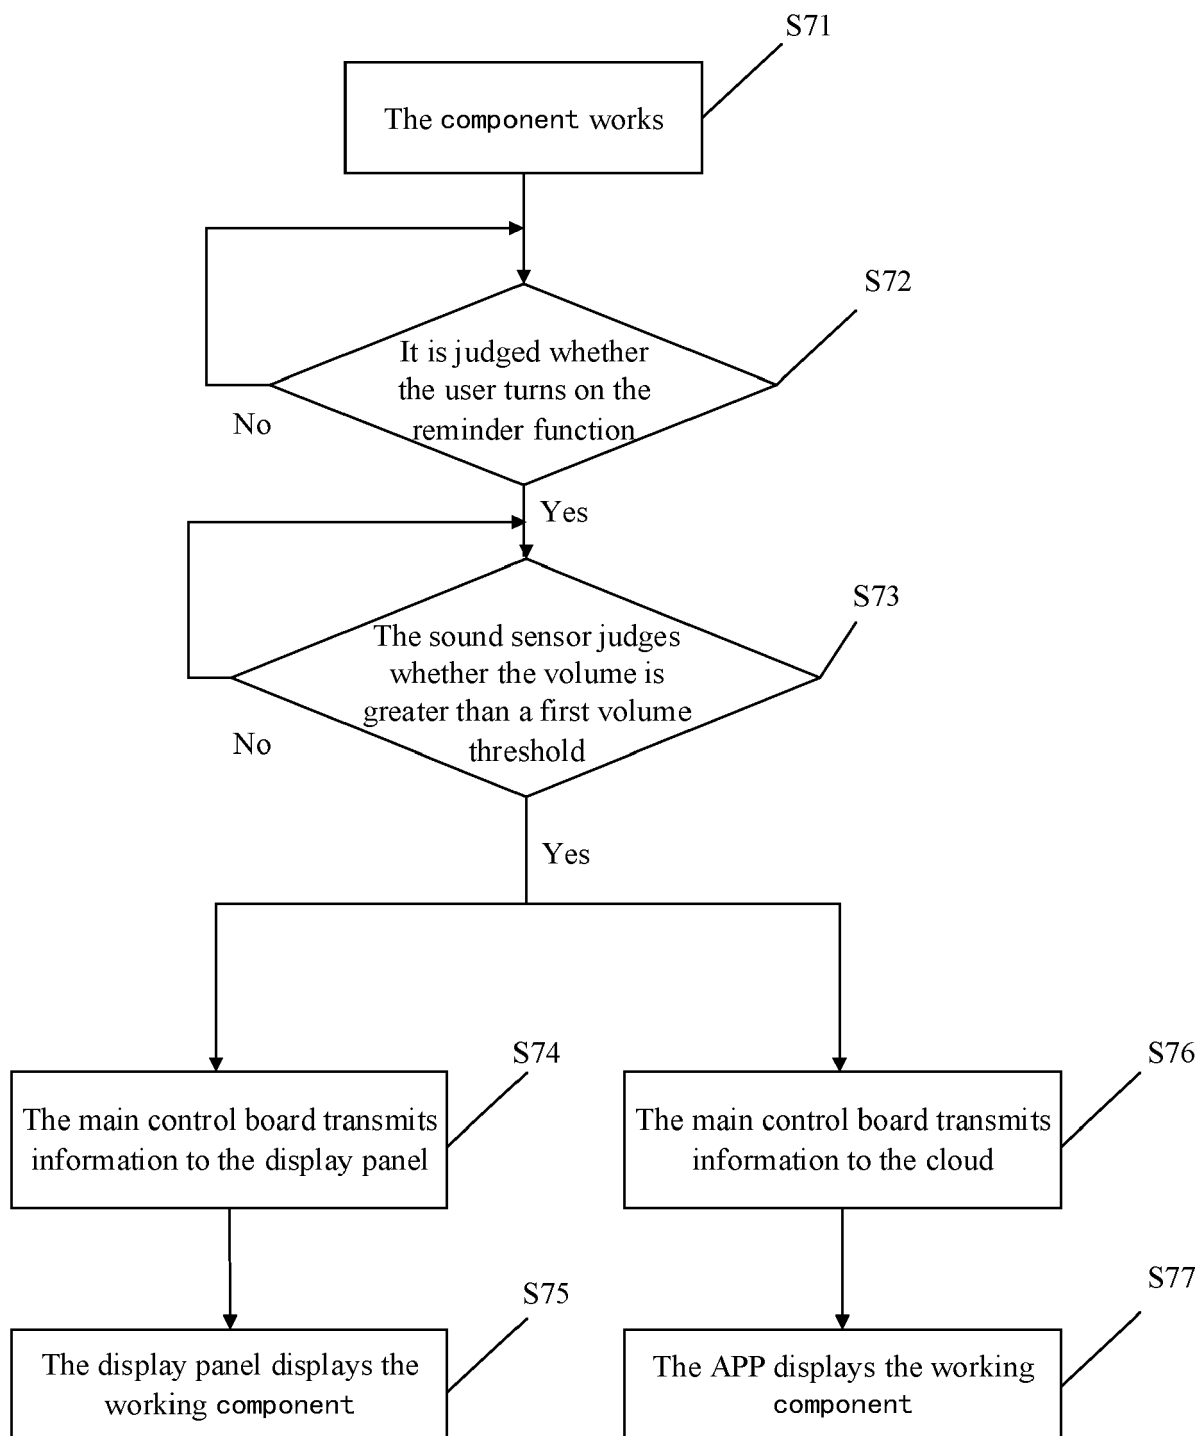 S71
The component works
S72
It is judged whether
the user turns on the
reminder function
No
Yes
S73
The sound sensor judges
whether the volume is
greater than a first volume
threshold
No
Yes
S74
The main control board transmits
information to the display panel
S76
The main control board transmits
information to the cloud
S75
The display panel displays the
working component
S77
The APP displays the working
component